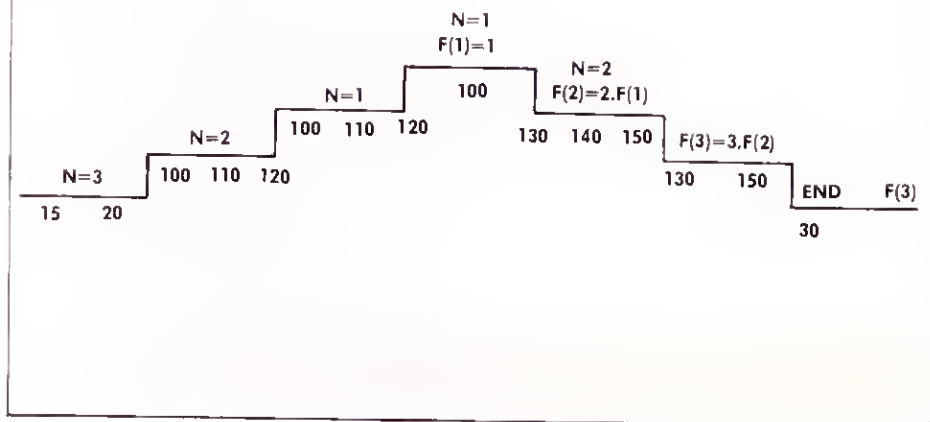 N=1
F(1)=1
100
N=2
F(2)=2.F(1)
N=1
100 110 120
130 140 150
F(3)=3.F(2)
N=2
100 110 120
130 150
N=3
15 20
END F(3)
30